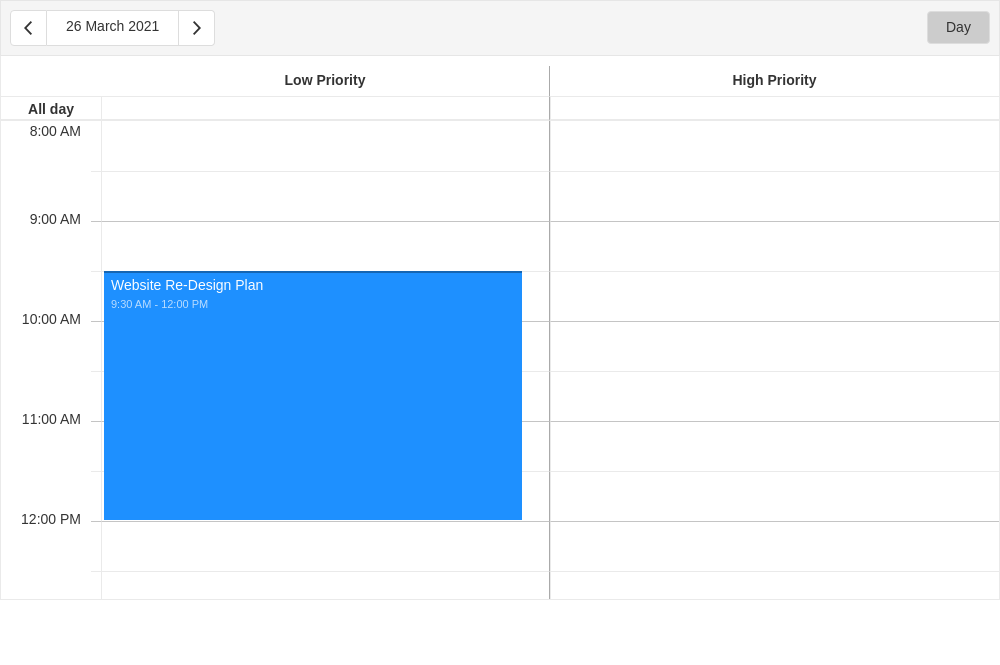 26 March 2021
Day
Low Priority
High Priority
All day
8:00 AM
9:00 AM
Website Re-Design Plan
9:30 AM - 12:00 PM
10:00 AM
11:00 AM
12:00 PM